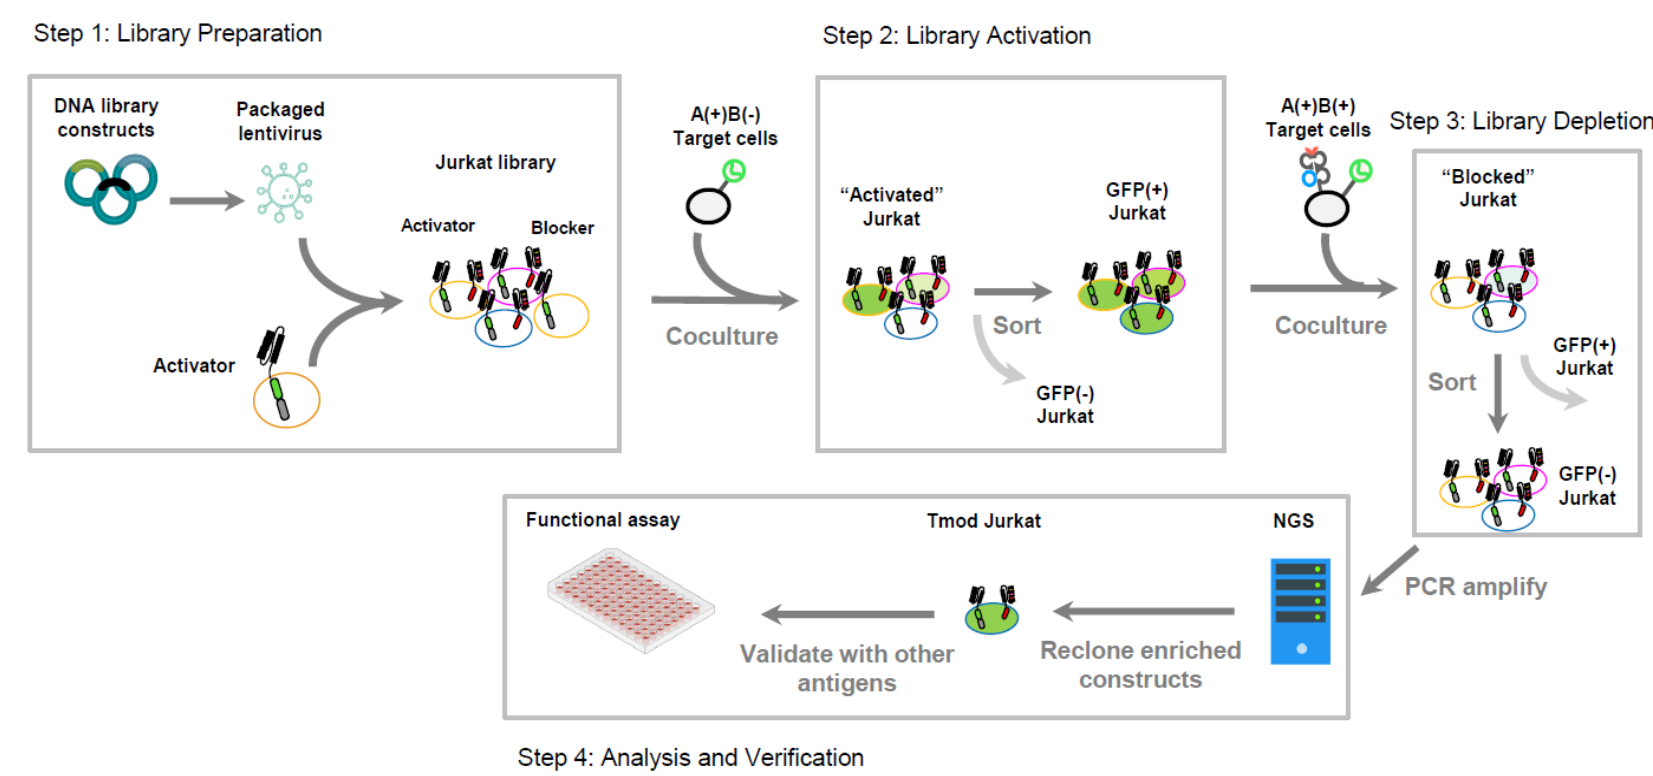 Step 1: Library Preparation
DNA library
constructs
Packaged
lentivirus
Jurkat library
Activator
Blocker
Activator
A(+)B(-)
Target cells
Coculture
Step 2: Library Activation
“Activated”
Jurkat
GFP(+)
Jurkat
Sort
GFP(-)
Jurkat
A(+)B(+)
Target cells
Coculture
Step 3: Library Depletion
“Blocked”
Jurkat
GFP(+)
Jurkat
Sort
GFP(-)
Jurkat
PCR amplify
NGS
Reclone enriched
constructs
Tmod Jurkat
Validate with other
antigens
Functional assay
Step 4: Analysis and Verification